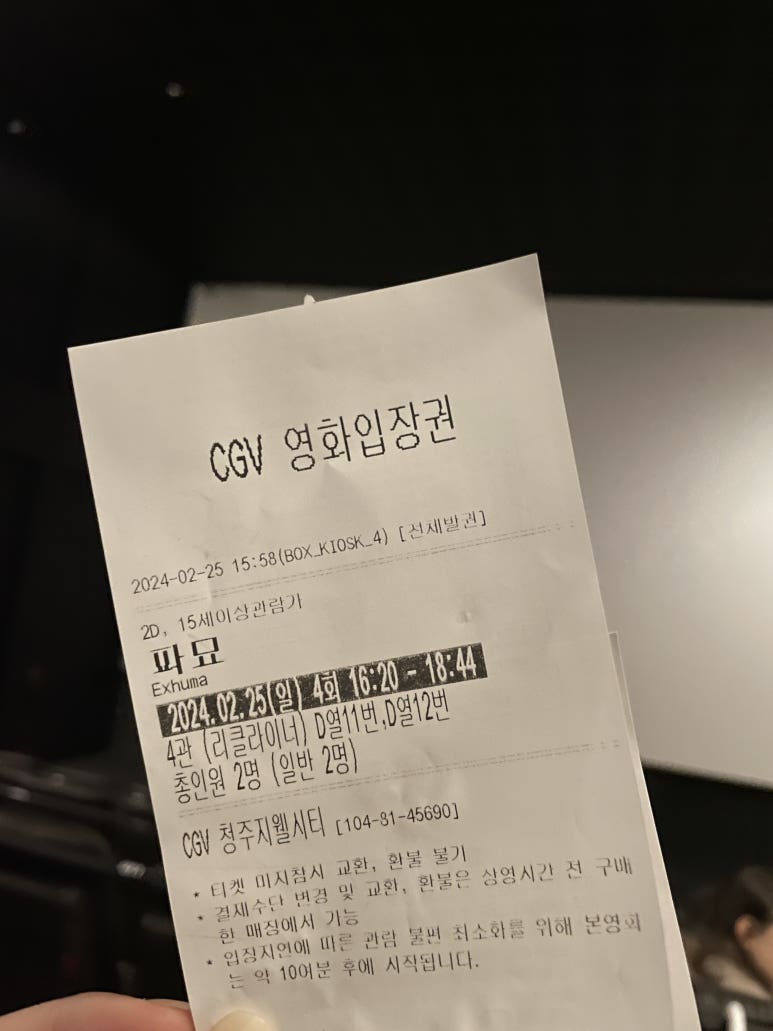 CGV 영화입장권
2024-02-25 15:58(BOX_KIOSK_4) [전체발권]
2D, 15세이상관람가
파묘
Exhuma
2024.02.25(일) 4회 16:20 - 18:44
4관 (리클라이너) D열11번,D열12번
총인원 2명 (일반 2명)
CGV 청주지웰시티 [104-81-45690]
* 티켓 미지참시 교환, 환불 불가
* 결제수단 변경 및 교환, 환불은 상영시간 전 구매
한 매장에서 가능
* 입장지연에 따른 관람 불편 최소화를 위해 본영화
는 약 10여분 후에 시작됩니다.